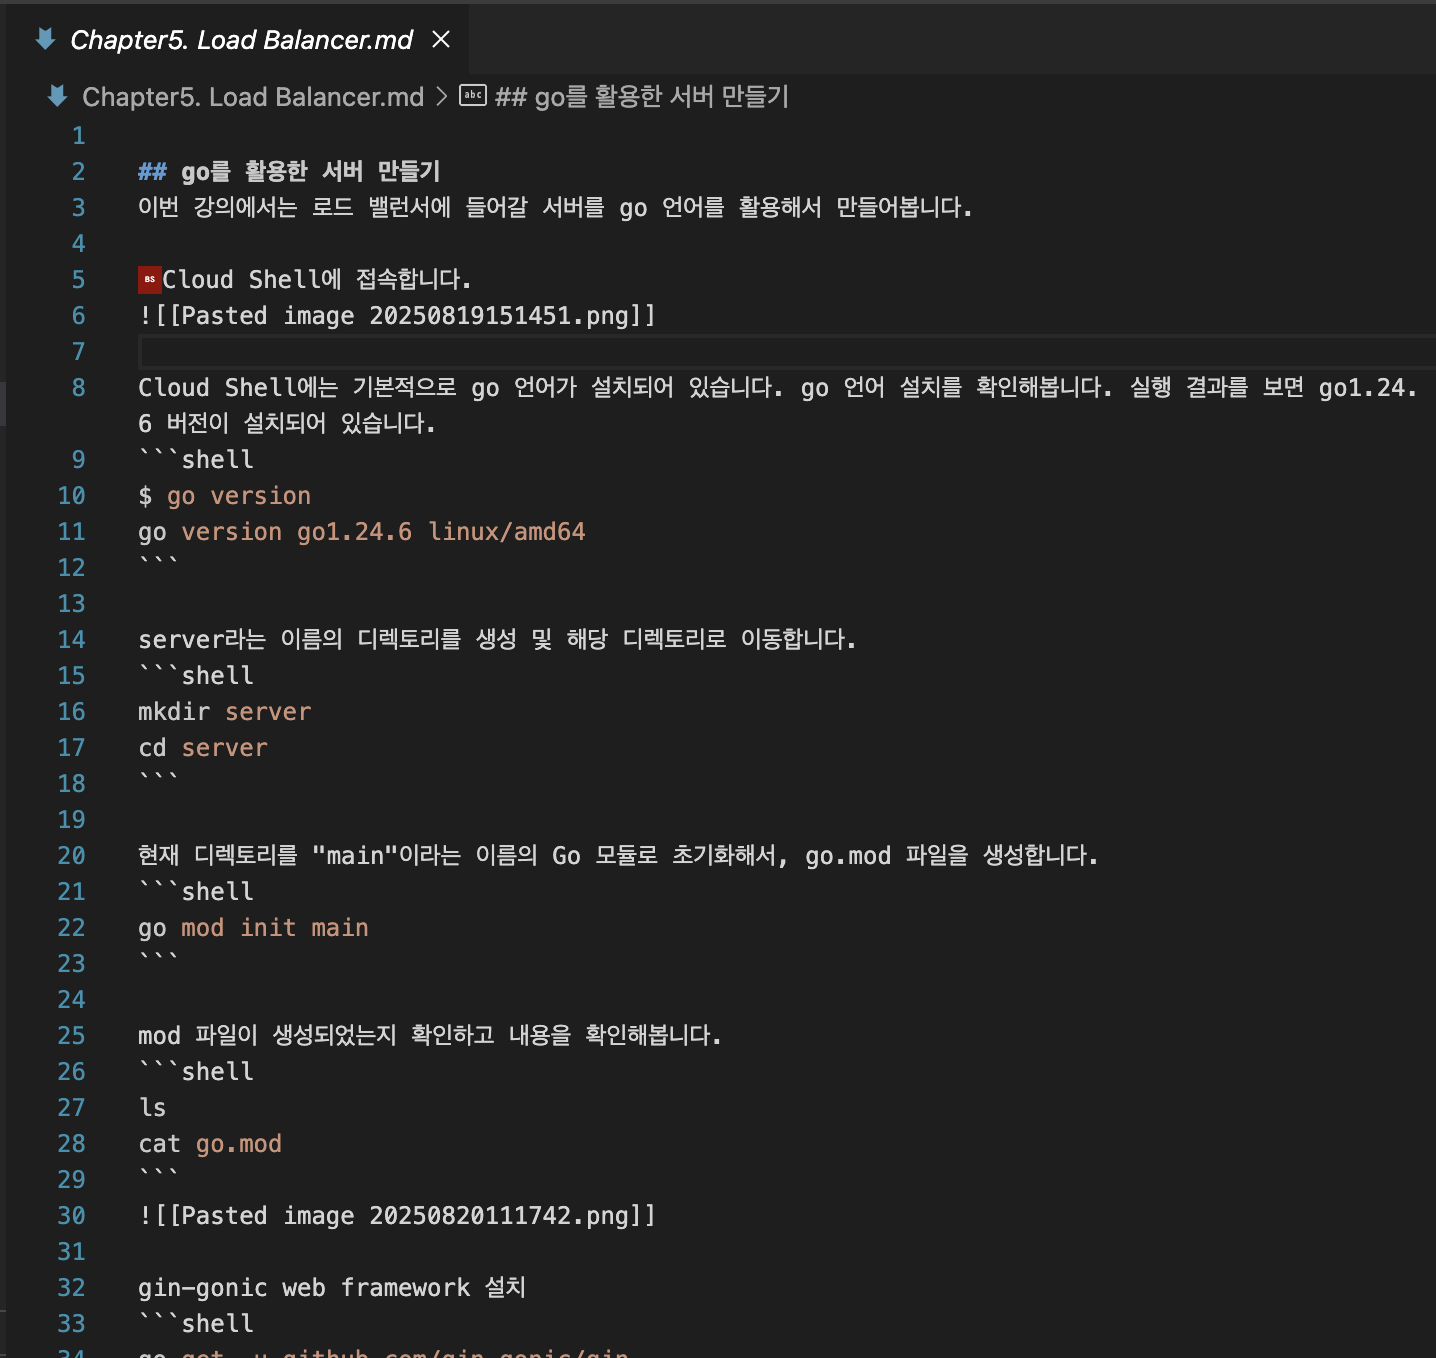 Chapter5. Load Balancer.md
Chapter5. Load Balancer.md > abc ## go를 활용한 서버 만들기
1
2 ## go를 활용한 서버 만들기
3 이번 강의에서는 로드 밸런서에 들어갈 서버를 go 언어를 활용해서 만들어봅니다.
4
5 BS Cloud Shell에 접속합니다.
6 ![[Pasted image 20250819151451.png]]
7
8 Cloud Shell에는 기본적으로 go 언어가 설치되어 있습니다. go 언어 설치를 확인해봅니다. 실행 결과를 보면 go1.24.
6 버전이 설치되어 있습니다.
9 ```shell
10 $ go version
11 go version go1.24.6 linux/amd64
12 ```
13
14 server라는 이름의 디렉토리를 생성 및 해당 디렉토리로 이동합니다.
15 ```shell
16 mkdir server
17 cd server
18 ```
19
20 현재 디렉토리를 "main"이라는 이름의 Go 모듈로 초기화해서, go.mod 파일을 생성합니다.
21 ```shell
22 go mod init main
23 ```
24
25 mod 파일이 생성되었는지 확인하고 내용을 확인해봅니다.
26 ```shell
27 ls
28 cat go.mod
29 ```
30 ![[Pasted image 20250820111742.png]]
31
32 gin-gonic web framework 설치
33 ```shell
34 go get -u github.com/gin-gonic/gin